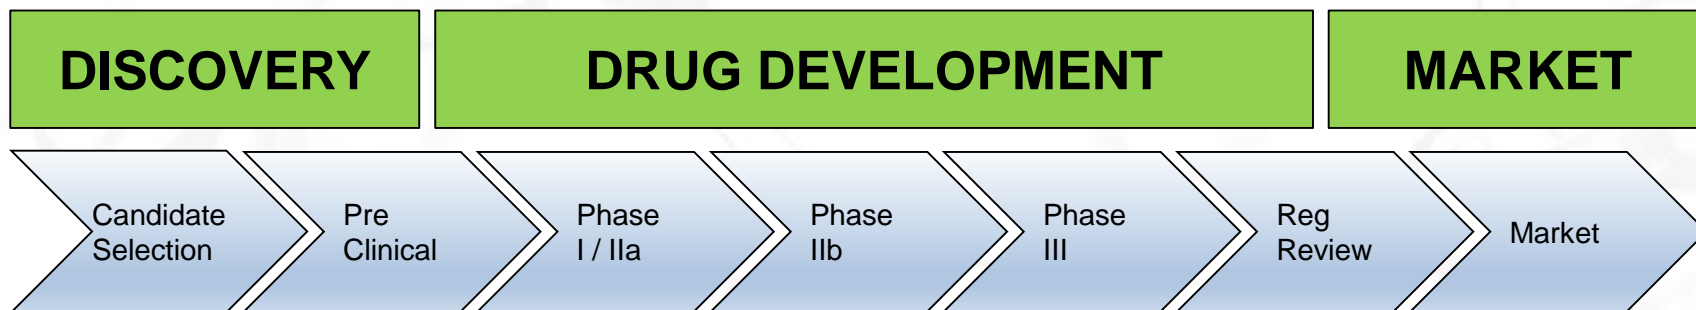 DISCOVERY
DRUG DEVELOPMENT
MARKET
Candidate
Selection
Pre
Clinical
Phase
I / IIa
Phase
IIb
Phase
III
Reg
Review
Market